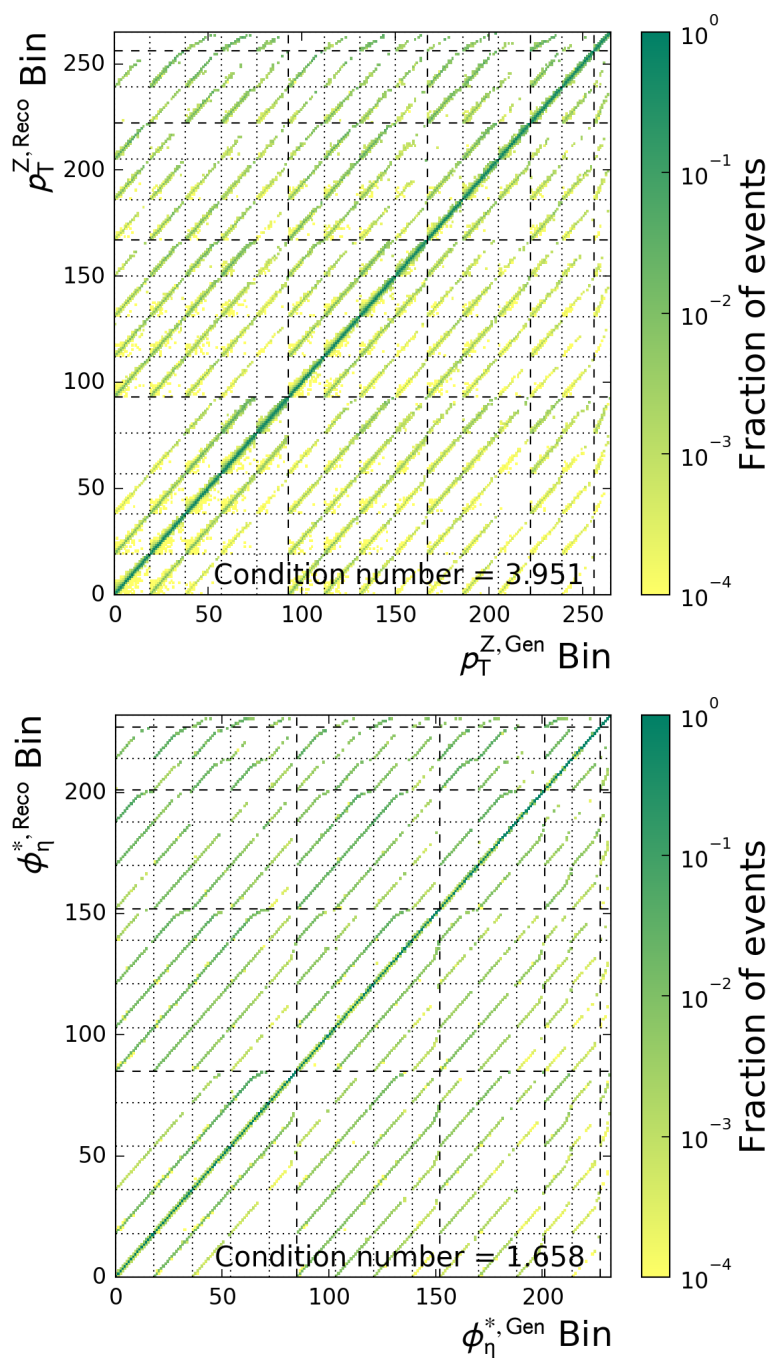 250
200
150
100
50
0
p_T^{Z, Reco} Bin
0 50 100 150 200 250
p_T^{Z, Gen} Bin
Condition number = 3.951
10^0
10^{-1}
10^{-2}
10^{-3}
10^{-4}
Fraction of events
200
150
100
50
0
ϕ_η^{*, Reco} Bin
0 50 100 150 200
ϕ_η^{*, Gen} Bin
Condition number = 1.658
10^0
10^{-1}
10^{-2}
10^{-3}
10^{-4}
Fraction of events